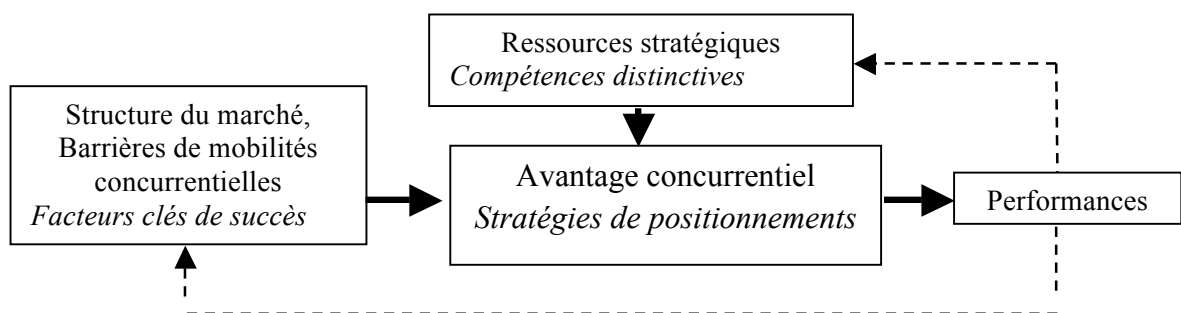 Ressources stratégiques
Compétences distinctives
Structure du marché,
Barrières de mobilités
concurrentielles
Facteurs clés de succès
Avantage concurrentiel
Stratégies de positionnements
Performances